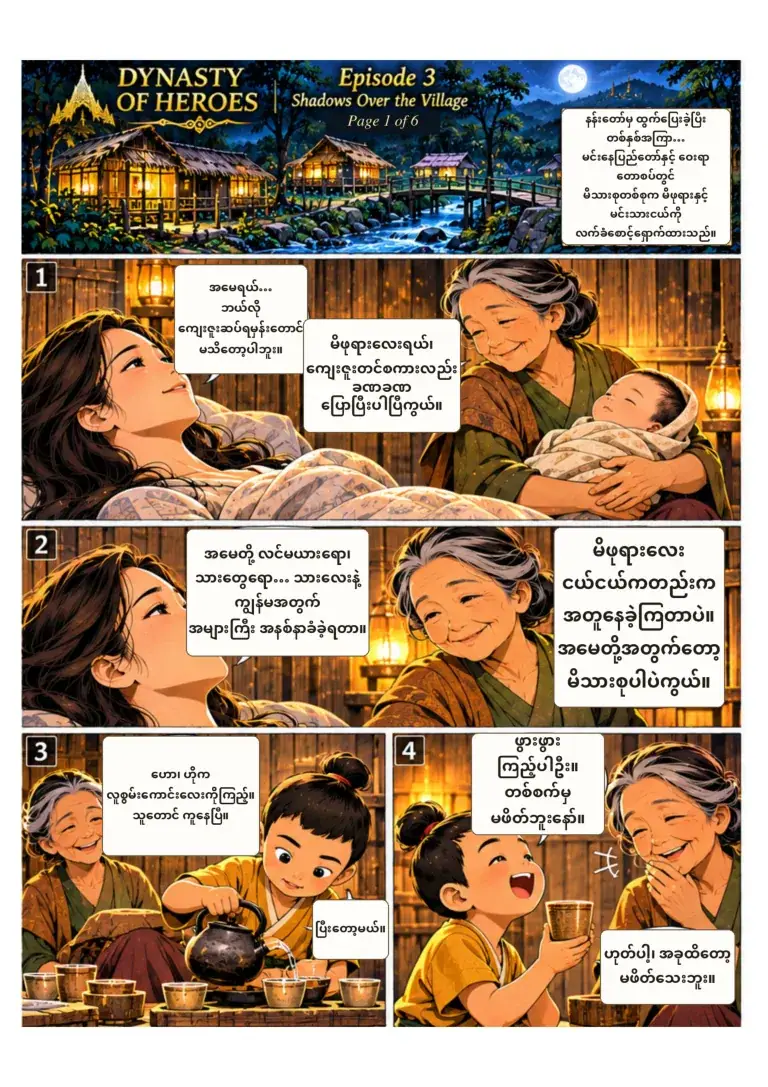 DYNASTY
OF HEROES
Episode 3
Shadows Over the Village
Page 1 of 6
နန်းတော်မှ ထွက်ပြေးခဲ့ပြီး
တစ်နှစ်အကြာ...
မင်းနေပြည်တော်နှင့် ဝေးရာ
တောစပ်တွင်
မိသားစုတစ်စုက မိဖုရားနှင့်
မင်းသားငယ်ကို
လက်ခံစောင့်ရှောက်ထားသည်။
1
အမေရယ်...
ဘယ်လို
ကျေးဇူးဆပ်ရမှန်းတောင်
မသိတော့ပါဘူး။
မိဖုရားလေးရယ်၊
ကျေးဇူးတင်စကားလည်း
ခဏခဏ
ပြောပြီးပါပြီကွယ်။
2
အမေတို့ လင်မယားရော၊
သားတွေရော... သားလေးနဲ့
ကျွန်မအတွက်
အများကြီး အနစ်နာခံခဲ့ရတာ။
မိဖုရားလေး
ငယ်ငယ်ကတည်းက
အတူနေခဲ့ကြတာပဲ။
အမေတို့အတွက်တော့
မိသားစုပါပဲကွယ်။
3
ဟော၊ ဟိုက
လူစွမ်းကောင်းလေးကိုကြည့်။
သူတောင် ကူနေပြီ။
ပြီးတော့မယ်။
4
ဖွားဖွား
ကြည့်ပါဦး။
တစ်စက်မှ
မဖိတ်ဘူးနော်။
ဟုတ်ပါ့၊ အခုထိတော့
မဖိတ်သေးဘူး။